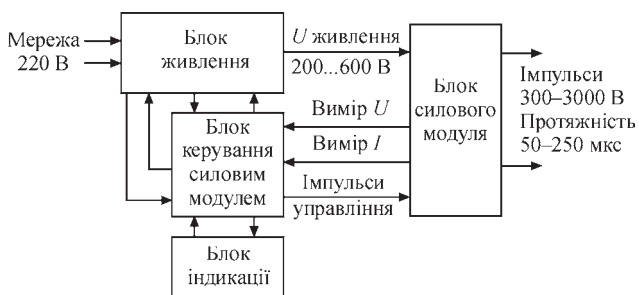 Мережа
220 В
Блок
живлення
U живлення
200...600 В
Вимір U
Вимір I
Імпульси
управління
Блок
керування
силовим
модулем
Блок
індикації
Блок
силового
модуля
Імпульси
300–3000 В
Протяжність
50–250 мкс